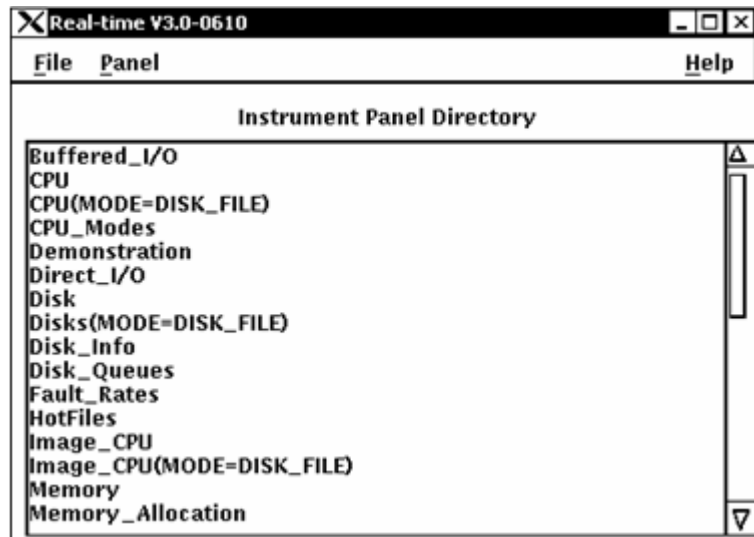 Real-time V3.0-0610
File Panel Help
Instrument Panel Directory
Buffered_I/O
CPU
CPU(MODE=DISK_FILE)
CPU_Modes
Demonstration
Direct_I/O
Disk
Disks(MODE=DISK_FILE)
Disk_Info
Disk_Queues
Fault_Rates
HotFiles
Image_CPU
Image_CPU(MODE=DISK_FILE)
Memory
Memory_Allocation